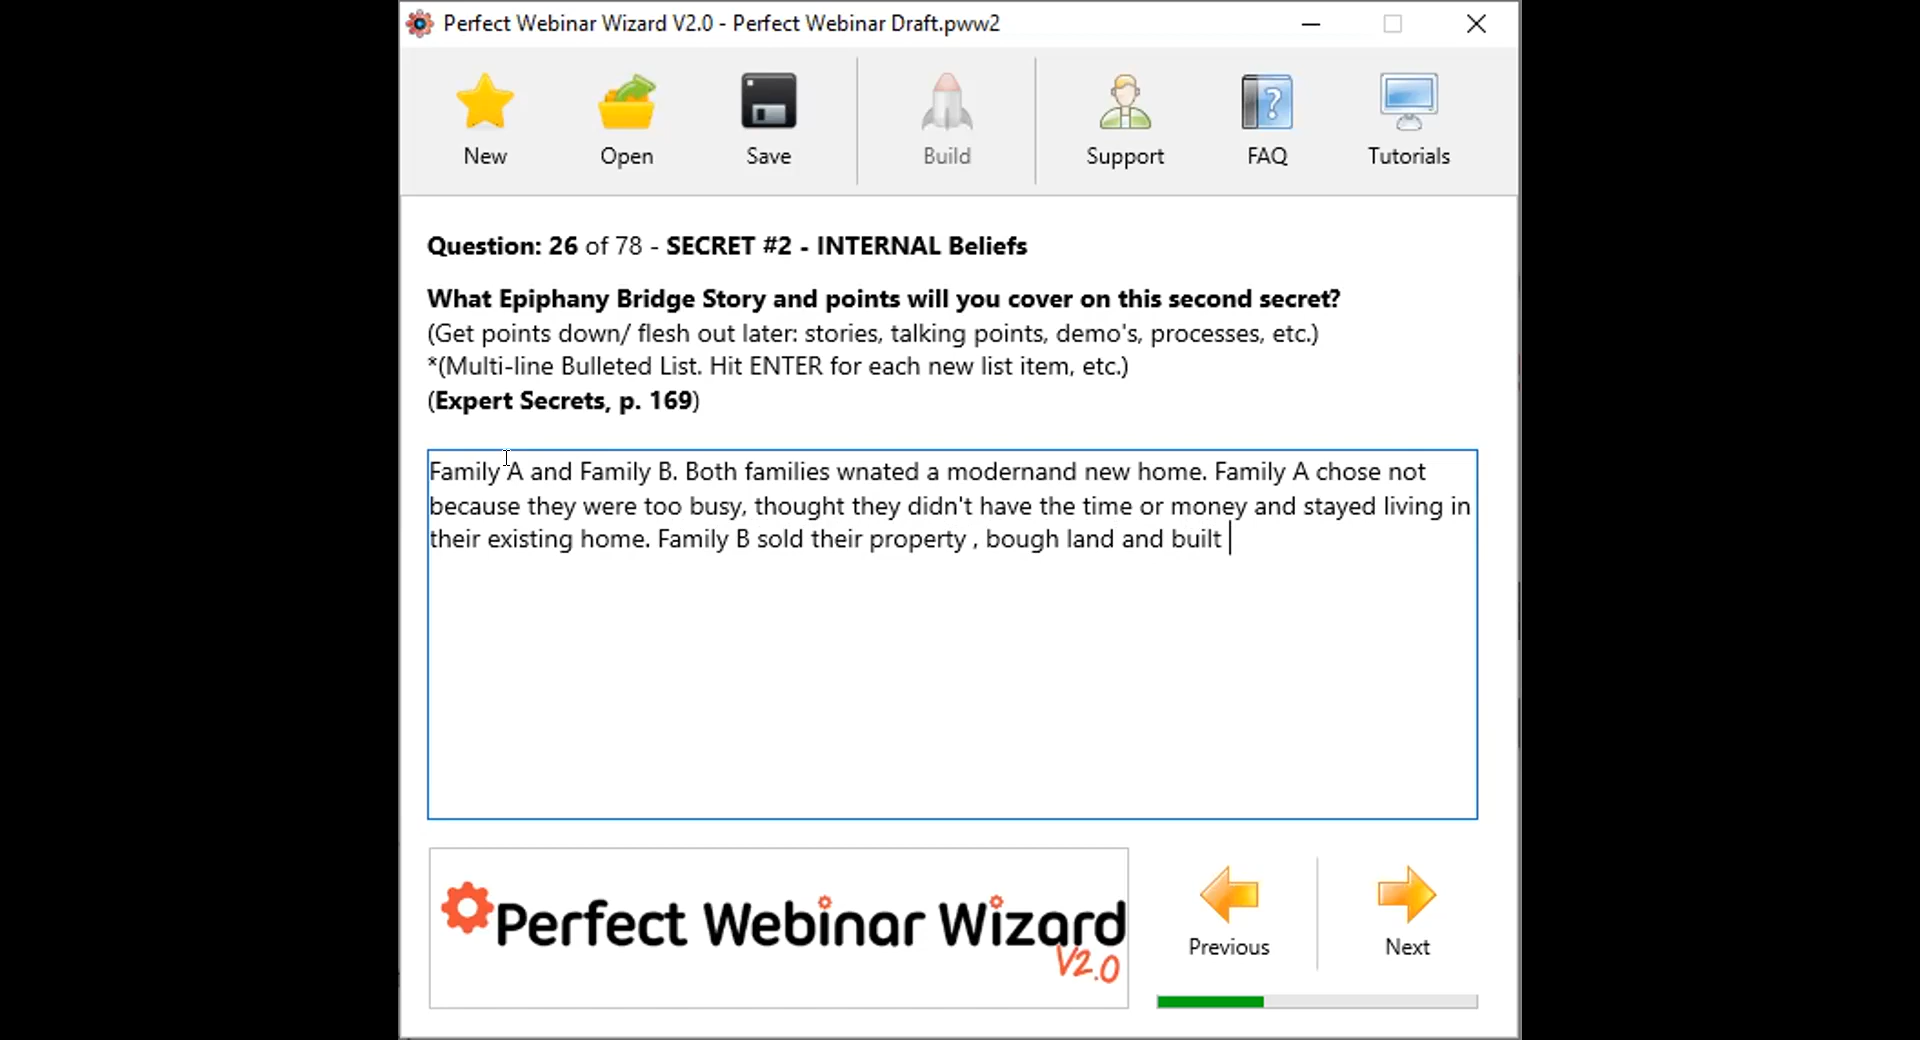 Perfect Webinar Wizard V2.0 - Perfect Webinar Draft.pww2
New
Open
Save
Build
Support
FAQ
Tutorials
Question: 26 of 78 - SECRET #2 - INTERNAL Beliefs
What Epiphany Bridge Story and points will you cover on this second secret?
(Get points down/ flesh out later: stories, talking points, demo's, processes, etc.)
*(Multi-line Bulleted List. Hit ENTER for each new list item, etc.)
(Expert Secrets, p. 169)
Family A and Family B. Both families wnated a modernand new home. Family A chose not
because they were too busy, thought they didn't have the time or money and stayed living in
their existing home. Family B sold their property , bough land and built
Perfect Webinar Wizard
V2.0
Previous
Next